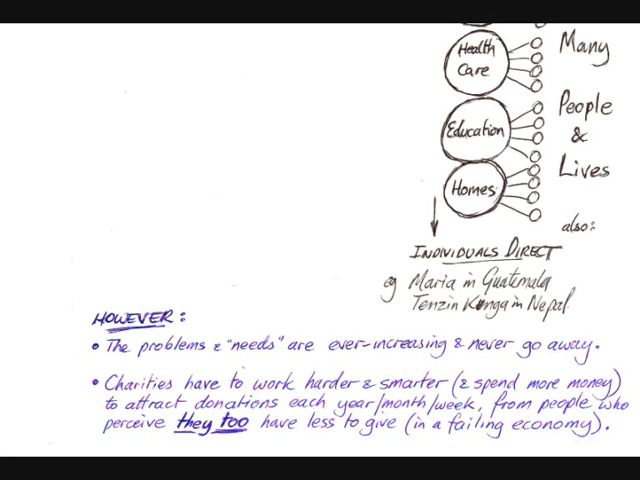 Health
Care
Many
Education
People
&
Lives
Homes
also:
INDIVIDUALS DIRECT
eg Maria in Guatemala
Tenzin Kunga in Nepal
HOWEVER:
• The problems & "needs" are ever-increasing & never go away.
• Charities have to work harder & smarter (& spend more money)
to attract donations each year/month/week, from people who
perceive they too have less to give (in a failing economy).